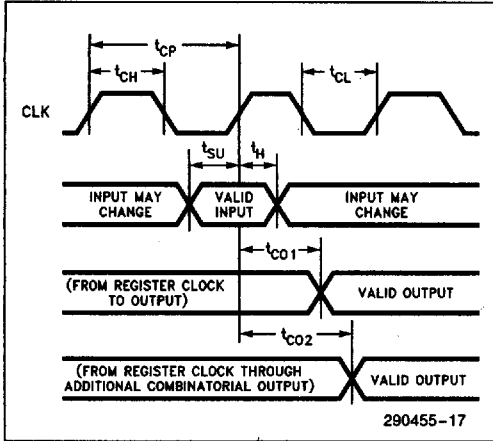 tCP
tCH
tCL
CLK
tSU
tH
INPUT MAY
CHANGE
VALID
INPUT
INPUT MAY
CHANGE
tCO1
(FROM REGISTER CLOCK
TO OUTPUT)
VALID OUTPUT
tCO2
(FROM REGISTER CLOCK THROUGH
ADDITIONAL COMBINATORIAL OUTPUT)
VALID OUTPUT
290455-17